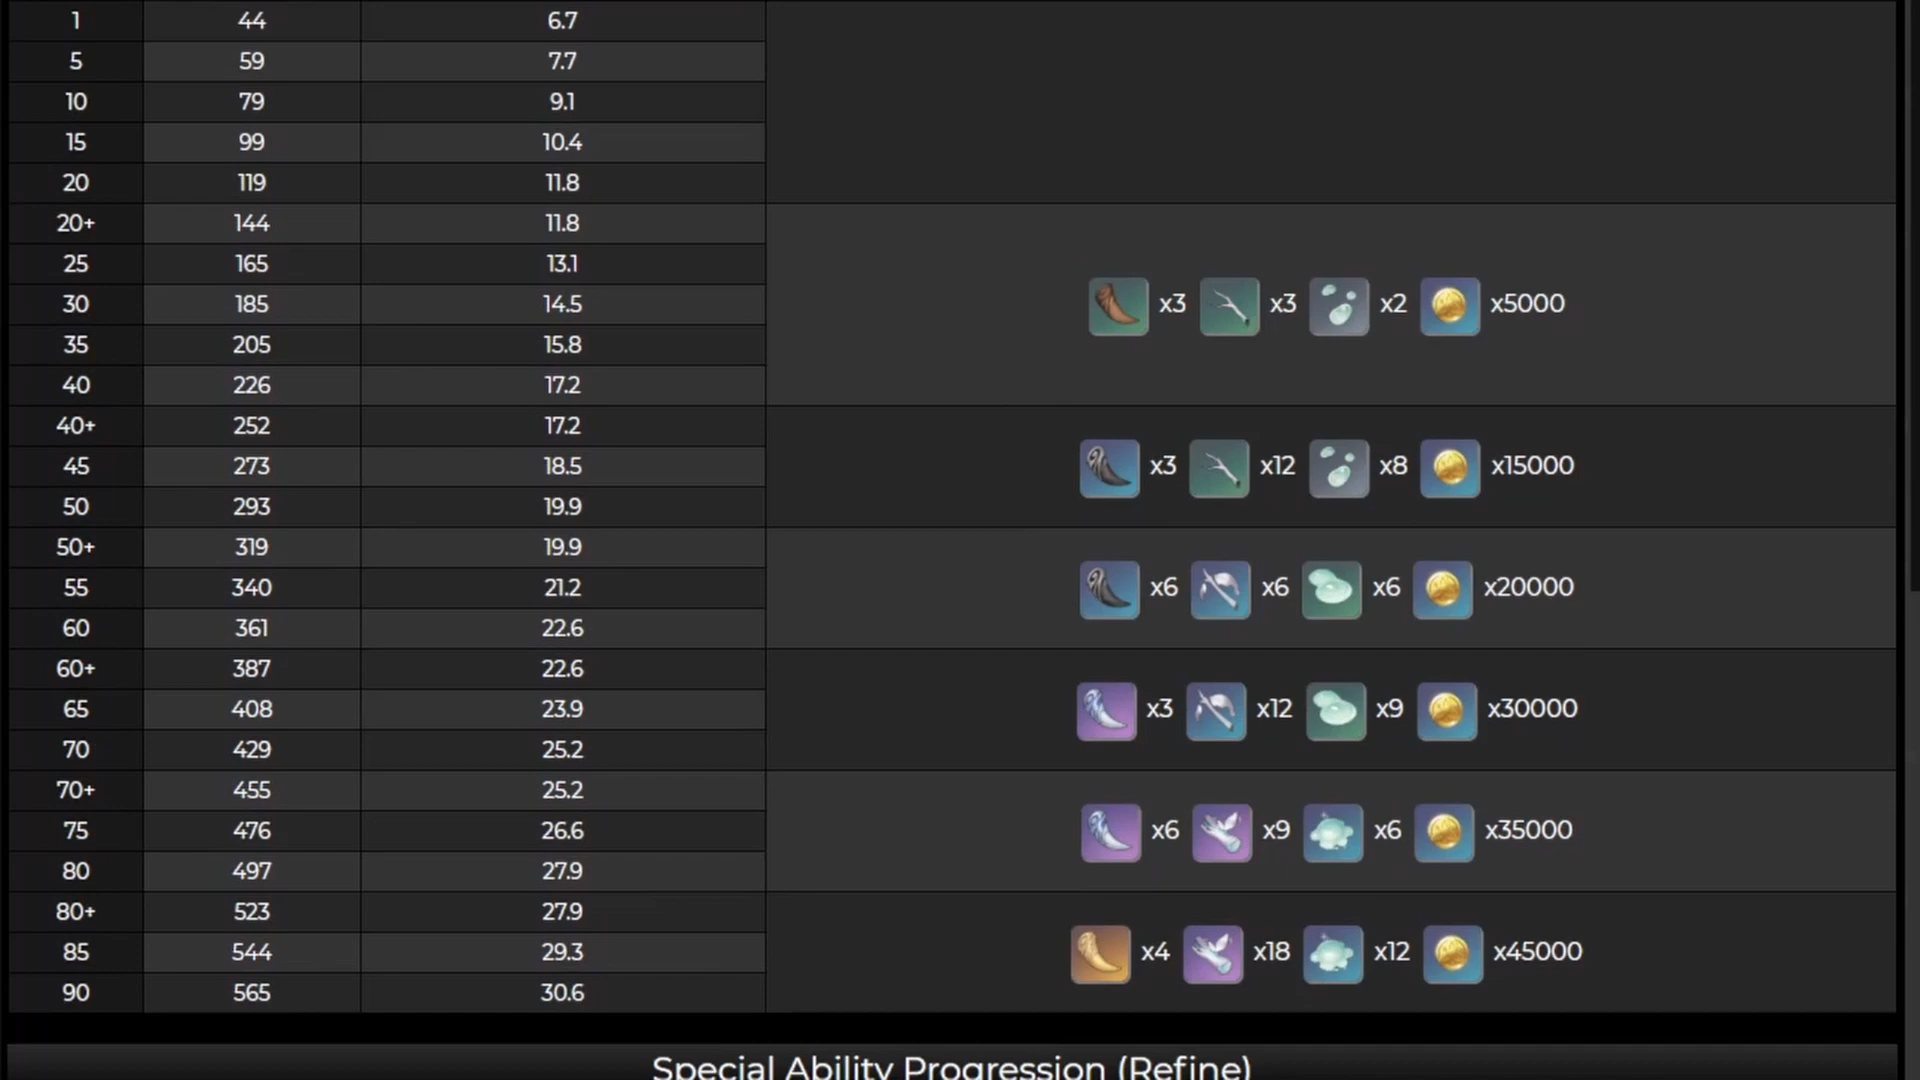 1 44 6.7
5 59 7.7
10 79 9.1
15 99 10.4
20 119 11.8
20+ 144 11.8
25 165 13.1
30 185 14.5
x3 x3 x2 x5000
35 205 15.8
40 226 17.2
40+ 252 17.2
45 273 18.5
x3 x12 x8 x15000
50 293 19.9
50+ 319 19.9
55 340 21.2
x6 x6 x6 x20000
60 361 22.6
60+ 387 22.6
65 408 23.9
x3 x12 x9 x30000
70 429 25.2
70+ 455 25.2
75 476 26.6
x6 x9 x6 x35000
80 497 27.9
80+ 523 27.9
85 544 29.3
x4 x18 x12 x45000
90 565 30.6
Special Ability Progression (Refine)